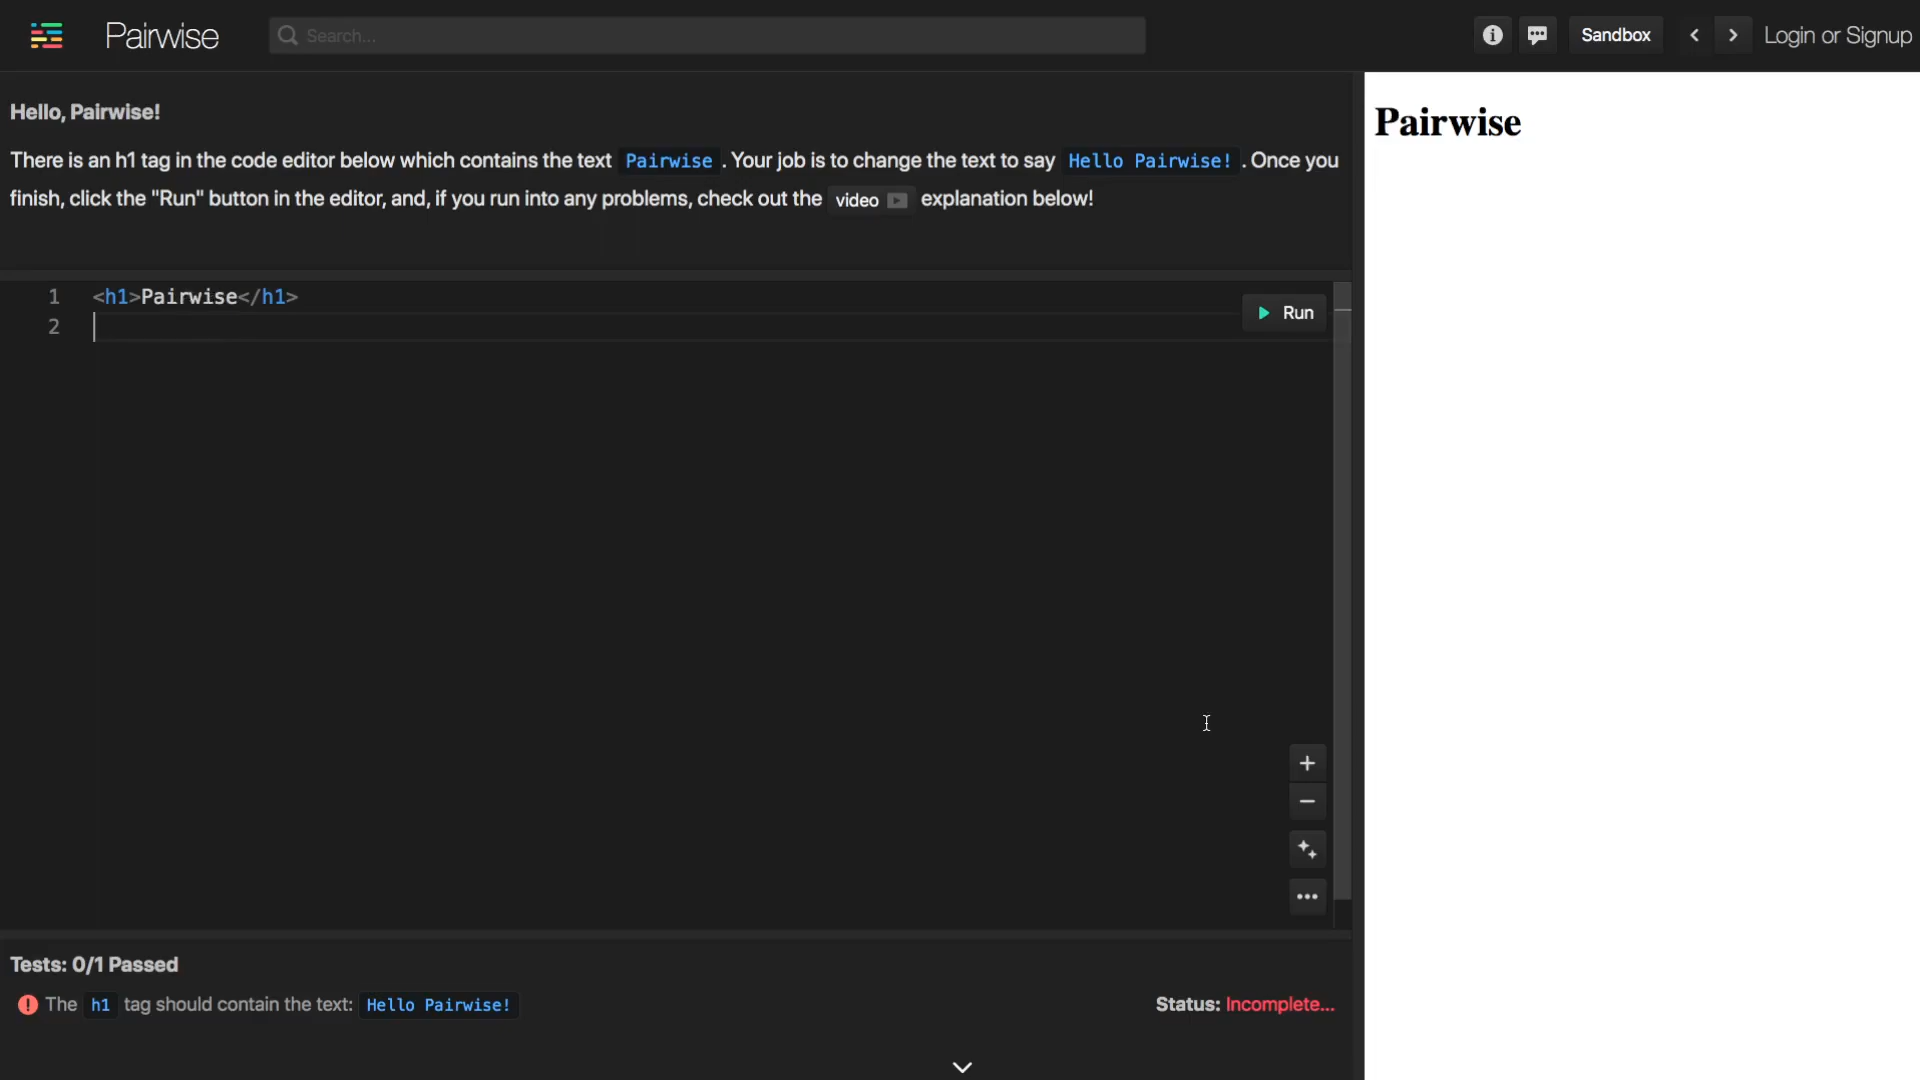 Pairwise
Search...
Sandbox
Login or Signup
Hello, Pairwise!
There is an h1 tag in the code editor below which contains the text Pairwise . Your job is to change the text to say Hello Pairwise! . Once you
finish, click the "Run" button in the editor, and, if you run into any problems, check out the video explanation below!
1 <h1>Pairwise</h1>
2
Run
Tests: 0/1 Passed
The h1 tag should contain the text: Hello Pairwise!
Status: Incomplete...
Pairwise